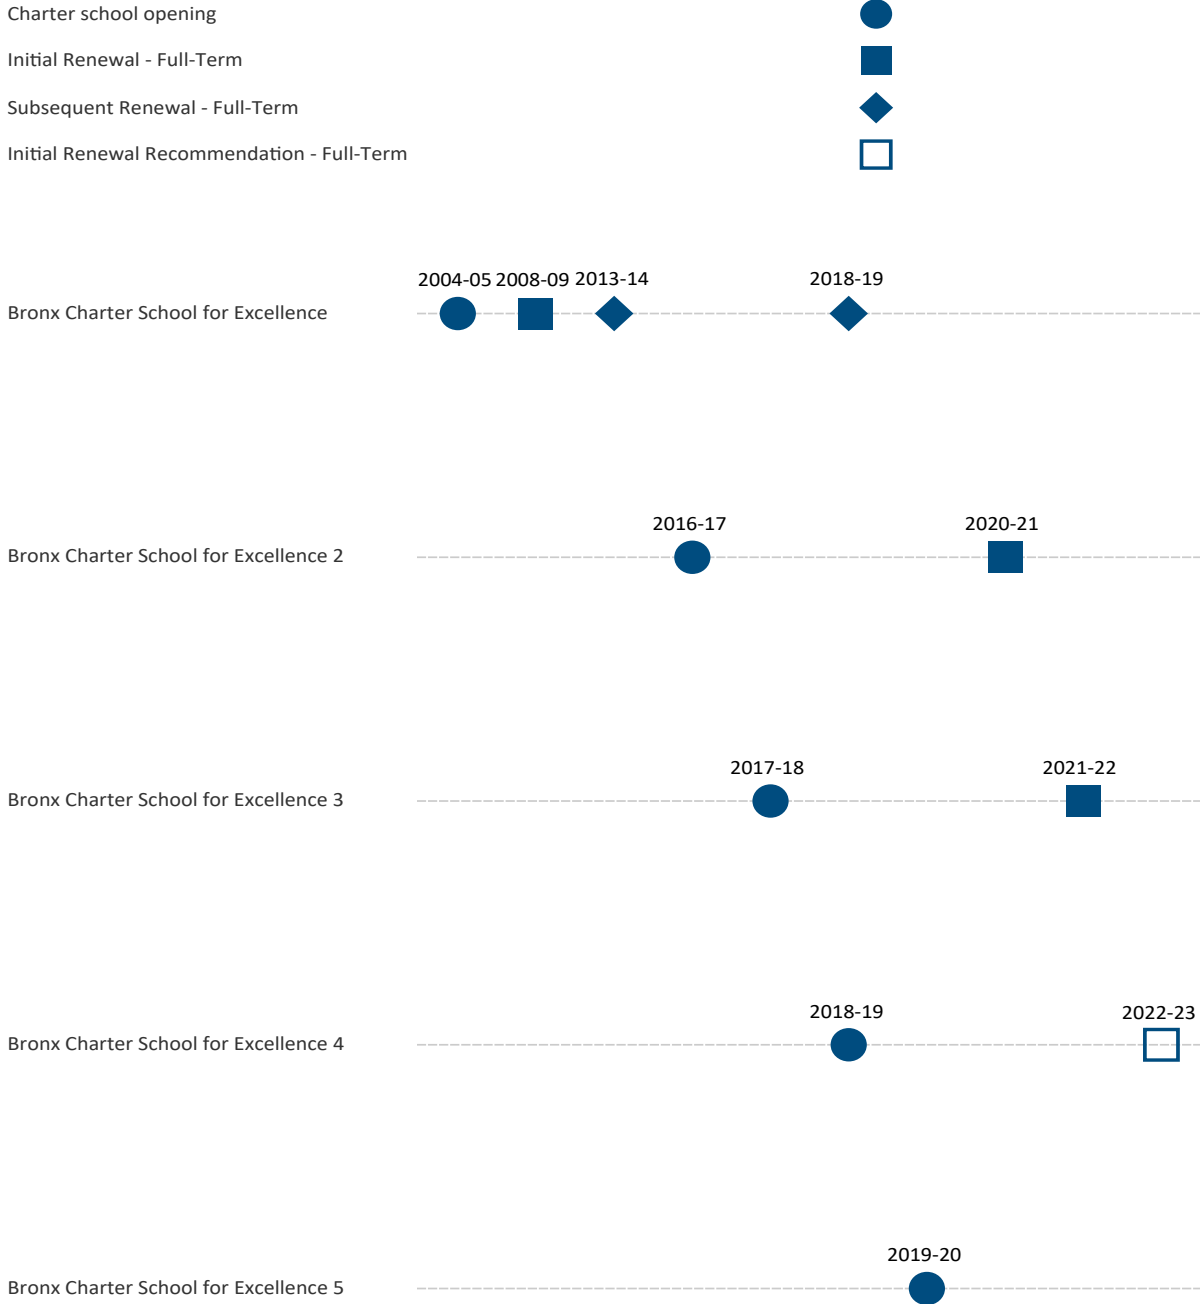 Charter school opening
Initial Renewal - Full-Term
Subsequent Renewal - Full-Term
Initial Renewal Recommendation - Full-Term
2004-05 2008-09 2013-14 2018-19
Bronx Charter School for Excellence
2016-17 2020-21
Bronx Charter School for Excellence 2
2017-18 2021-22
Bronx Charter School for Excellence 3
2018-19 2022-23
Bronx Charter School for Excellence 4
2019-20
Bronx Charter School for Excellence 5